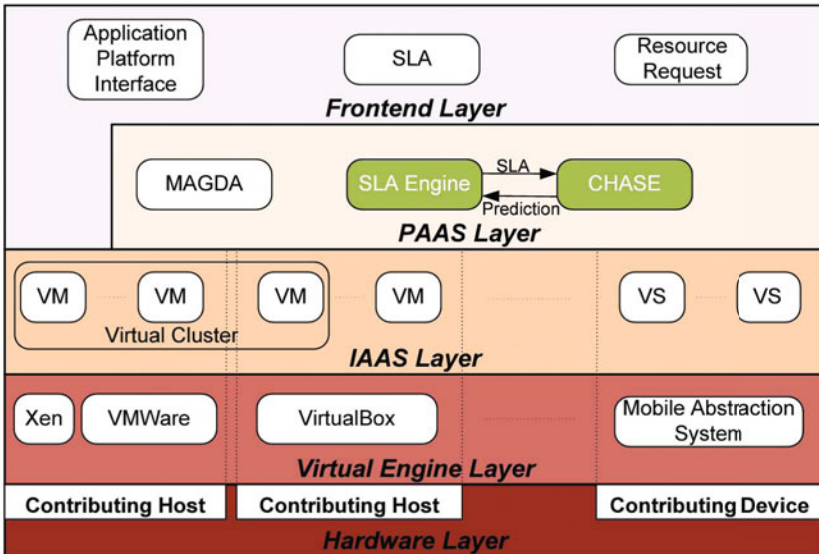 Application
Platform
Interface
SLA
Resource
Request
Frontend Layer
MAGDA
SLA Engine
SLA
Prediction
CHASE
PAAS Layer
VM
VM
VM
VM
VS
VS
Virtual Cluster
IAAS Layer
Xen
VMWare
VirtualBox
Mobile Abstraction
System
Virtual Engine Layer
Contributing Host
Contributing Host
Contributing Device
Hardware Layer